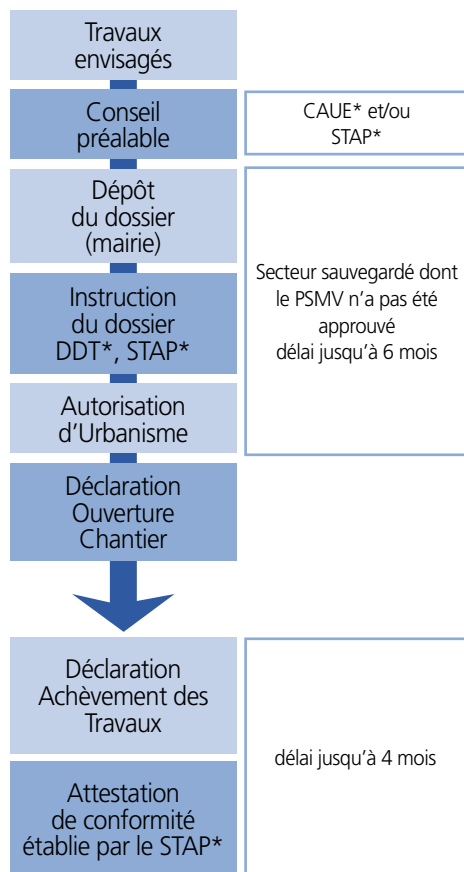 Travaux
envisagés
Conseil
préalable
CAUE* et/ou
STAP*
Dépôt
du dossier
(mairie)
Instruction
du dossier
DDT*, STAP*
Autorisation
d’Urbanisme
Secteur sauvegardé dont
le PSMV n’a pas été
approuvé
délai jusqu’à 6 mois
Déclaration
Ouverture
Chantier
Déclaration
Achèvement des
Travaux
Attestation
de conformité
établie par le STAP*
délai jusqu’à 4 mois